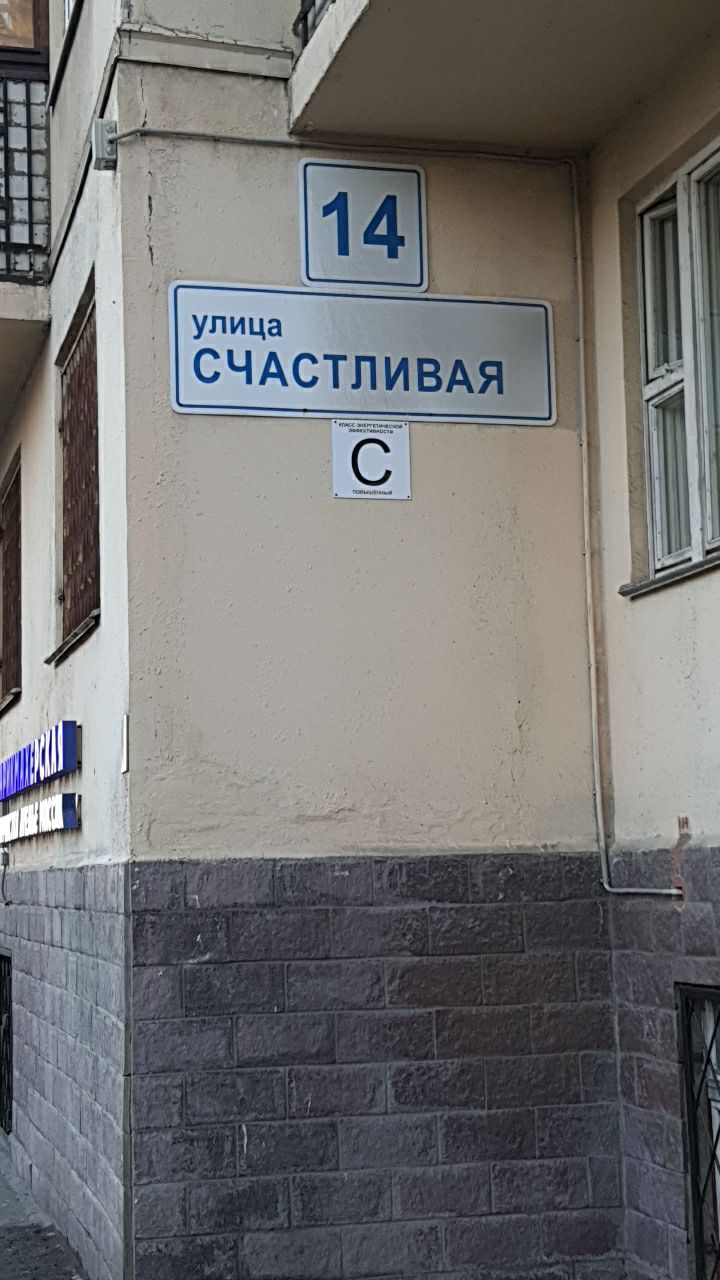 14
улица
СЧАСТЛИВАЯ
КЛАСС ЭНЕРГЕТИЧЕСКОЙ
ЭФФЕКТИВНОСТИ
C
ПОВЫШЕННЫЙ